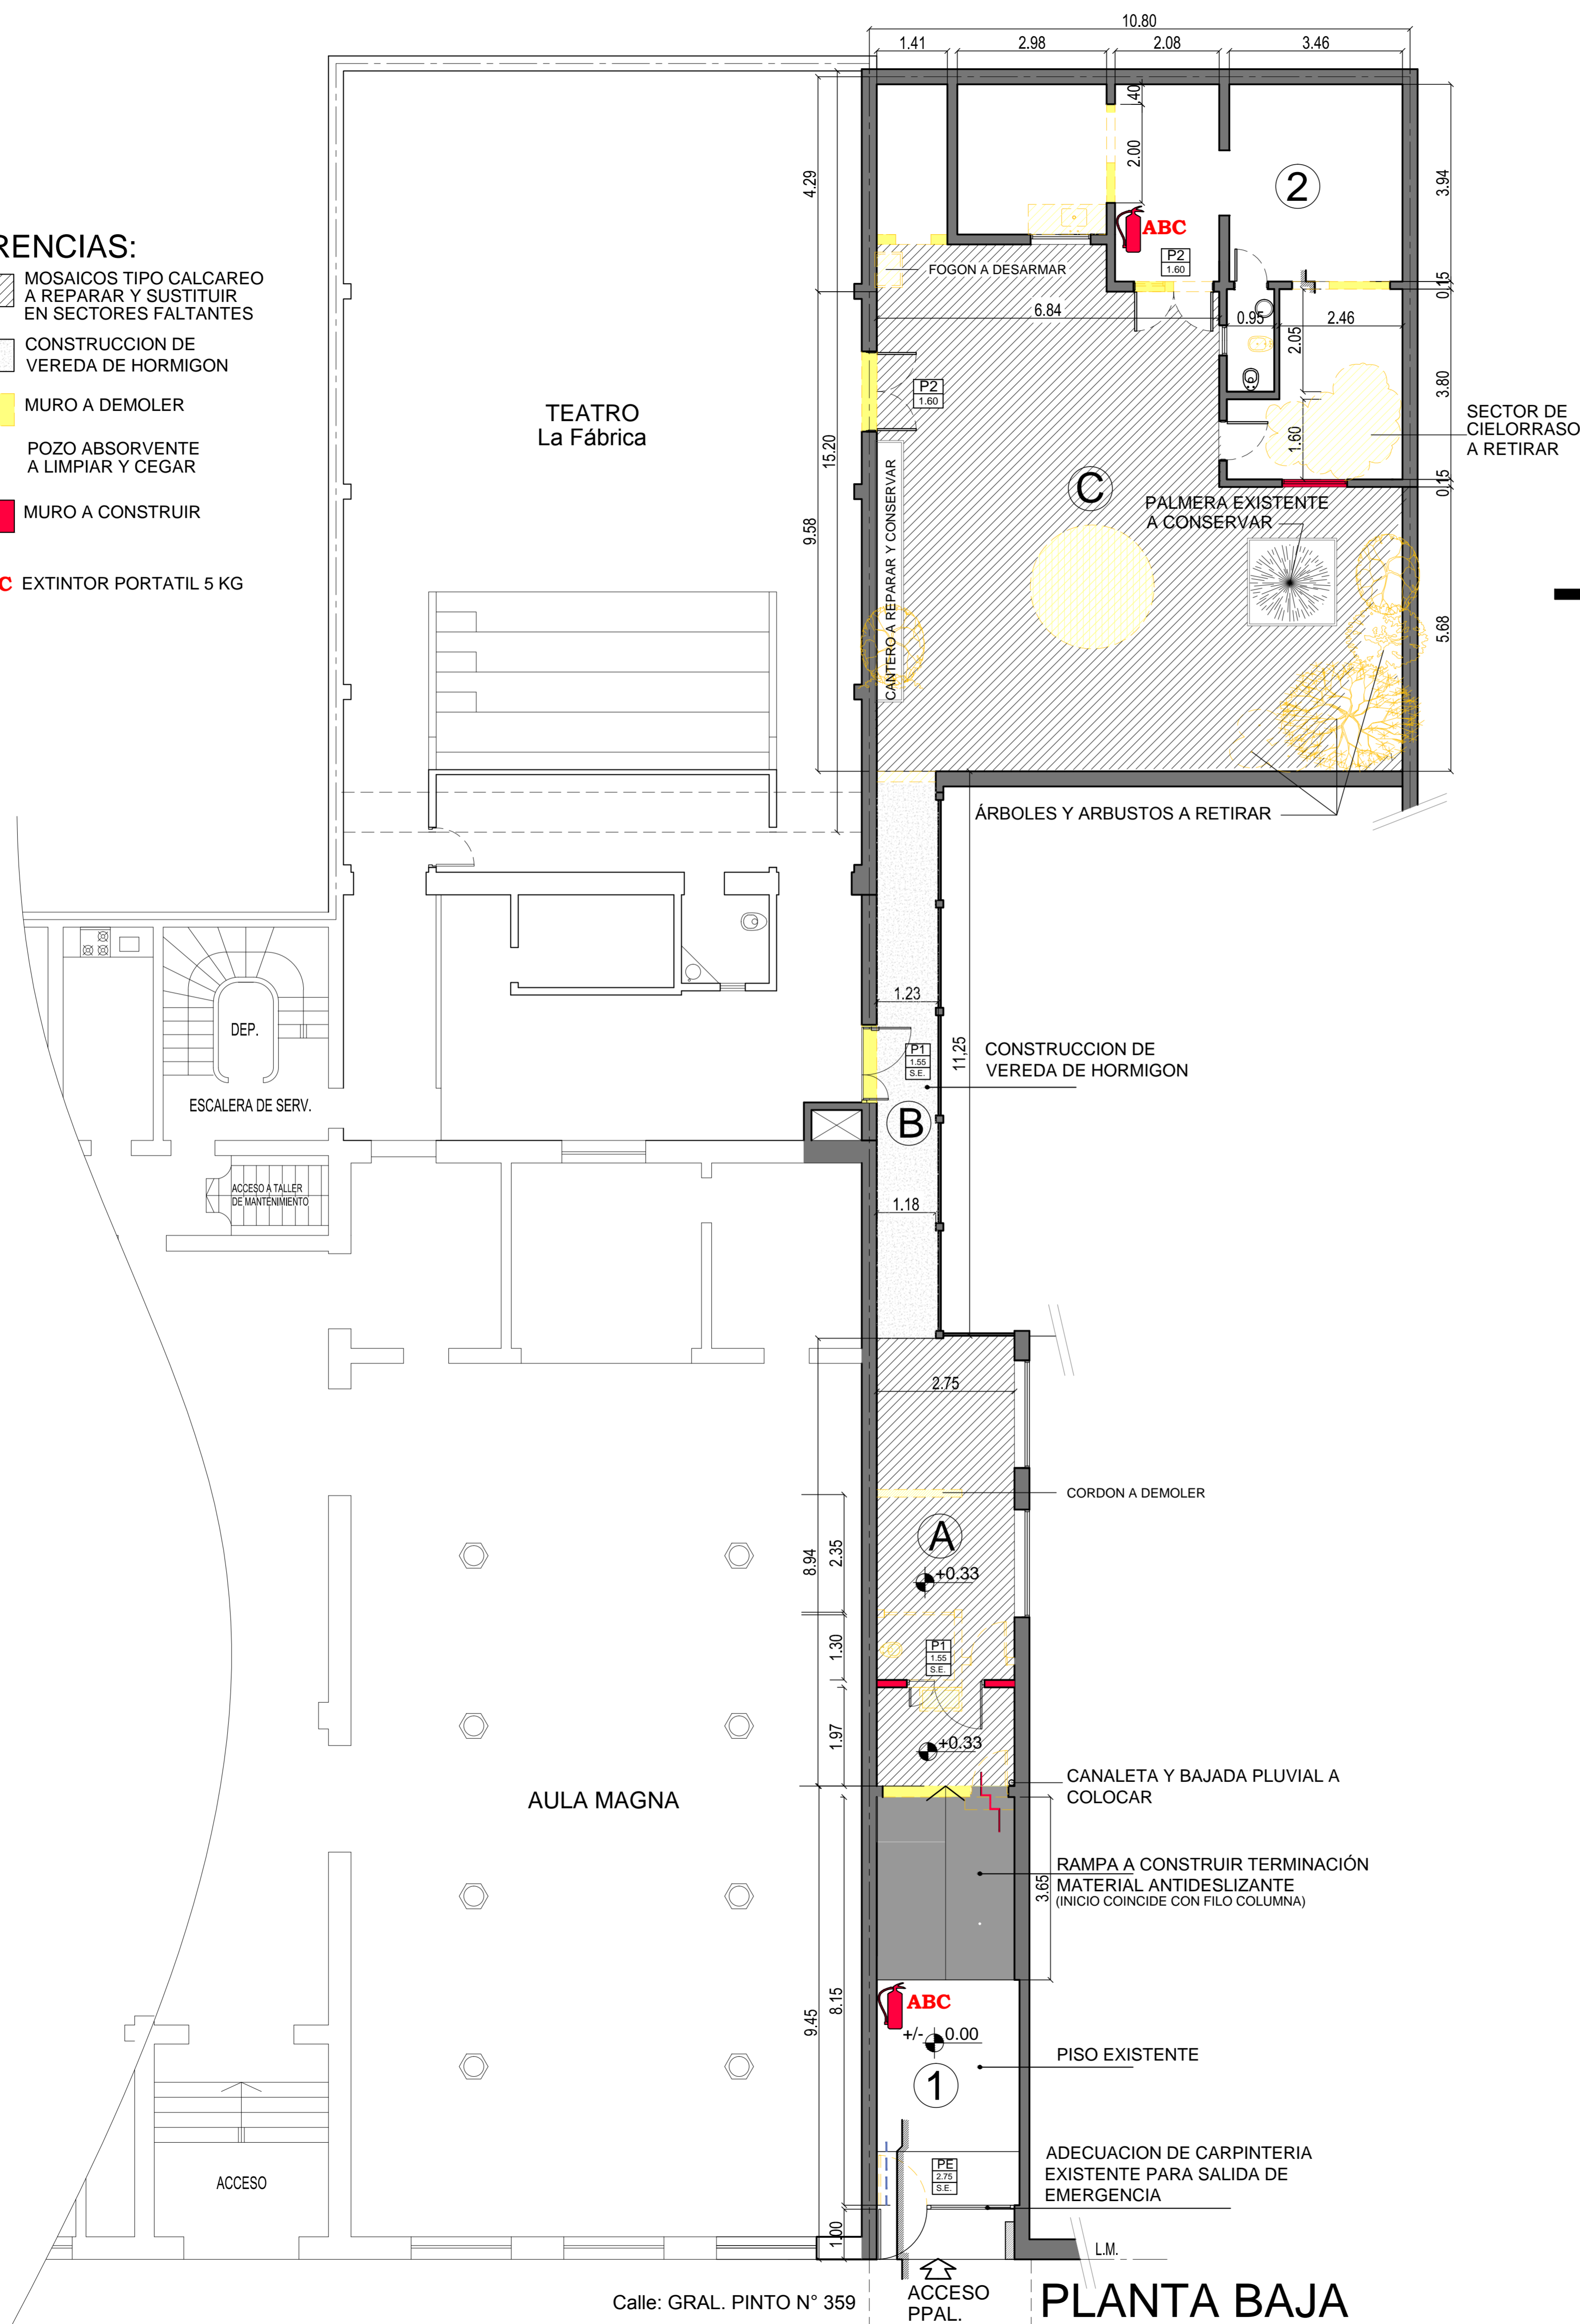 10.80
1.41
2.98
2.08
3.46
.40
2.00
4.29
3.94
2
ABC
P2
1.60
RENCIAS:
MOSAICOS TIPO CALCAREO
A REPARAR Y SUSTITUIR
EN SECTORES FALTANTES
CONSTRUCCION DE
VEREDA DE HORMIGON
MURO A DEMOLER
POZO ABSORVENTE
A LIMPIAR Y CEGAR
MURO A CONSTRUIR
C EXTINTOR PORTATIL 5 KG
FOGON A DESARMAR
0.15
6.84
0.95
2.46
2.05
3.80
P2
1.60
TEATRO
La Fábrica
1.60
SECTOR DE
CIELORRASO
A RETIRAR
15.20
0.15
9.58
C
CANTERO A REPARAR Y CONSERVAR
PALMERA EXISTENTE
A CONSERVAR
5.68
ÁRBOLES Y ARBUSTOS A RETIRAR
1.23
DEP.
ESCALERA DE SERV.
P1
1.55
S.E.
11,25
CONSTRUCCION DE
VEREDA DE HORMIGON
B
ACCESO A TALLER
DE MANTENIMIENTO
1.18
2.75
CORDON A DEMOLER
A
8.94
2.35
+0.33
1.30
P1
1.55
S.E.
1.97
+0.33
CANALETA Y BAJADA PLUVIAL A
COLOCAR
AULA MAGNA
RAMPA A CONSTRUIR TERMINACIÓN
MATERIAL ANTIDESLIZANTE
(INICIO COINCIDE CON FILO COLUMNA)
3.65
ABC
9.45
8.15
+/- 0.00
PISO EXISTENTE
1
ACCESO
PE
2.75
S.E.
ADECUACION DE CARPINTERIA
EXISTENTE PARA SALIDA DE
EMERGENCIA
1.00
L.M.
Calle: GRAL. PINTO N° 359
ACCESO
PPAL.
PLANTA BAJA